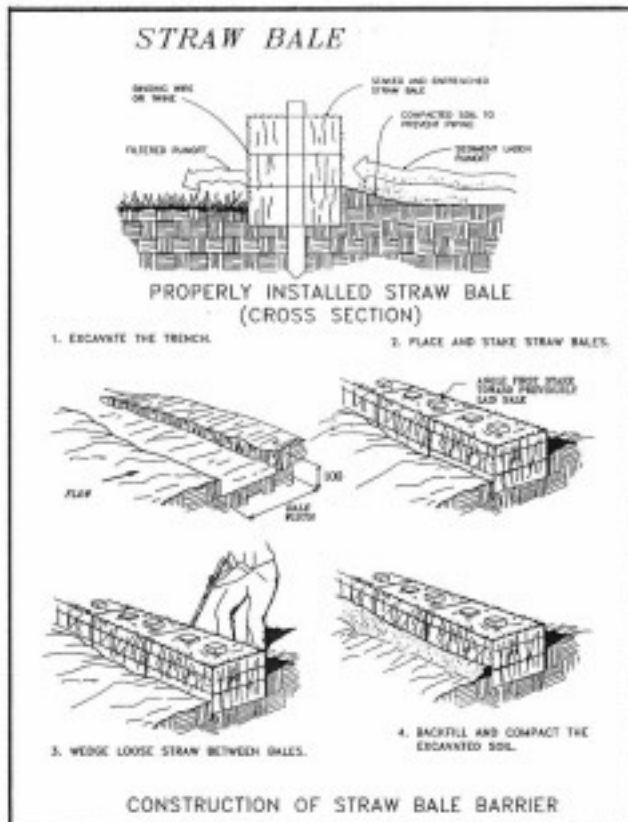 STRAW BALE
BINDING WIRE
OR TWINE
STAKED AND ENTRENCHED
STRAW BALE
COMPACTED SOIL TO
PREVENT PIPING
FILTERED RUNOFF
SEDIMENT LADEN
RUNOFF
PROPERLY INSTALLED STRAW BALE
(CROSS SECTION)
1. EXCAVATE THE TRENCH.
2. PLACE AND STAKE STRAW BALES.
ANGLE FIRST STAKE
TOWARD PREVIOUSLY
LAID BALE
FLOW
BALE
WIDTH
3. WEDGE LOOSE STRAW BETWEEN BALES.
4. BACKFILL AND COMPACT THE
EXCAVATED SOIL.
CONSTRUCTION OF STRAW BALE BARRIER